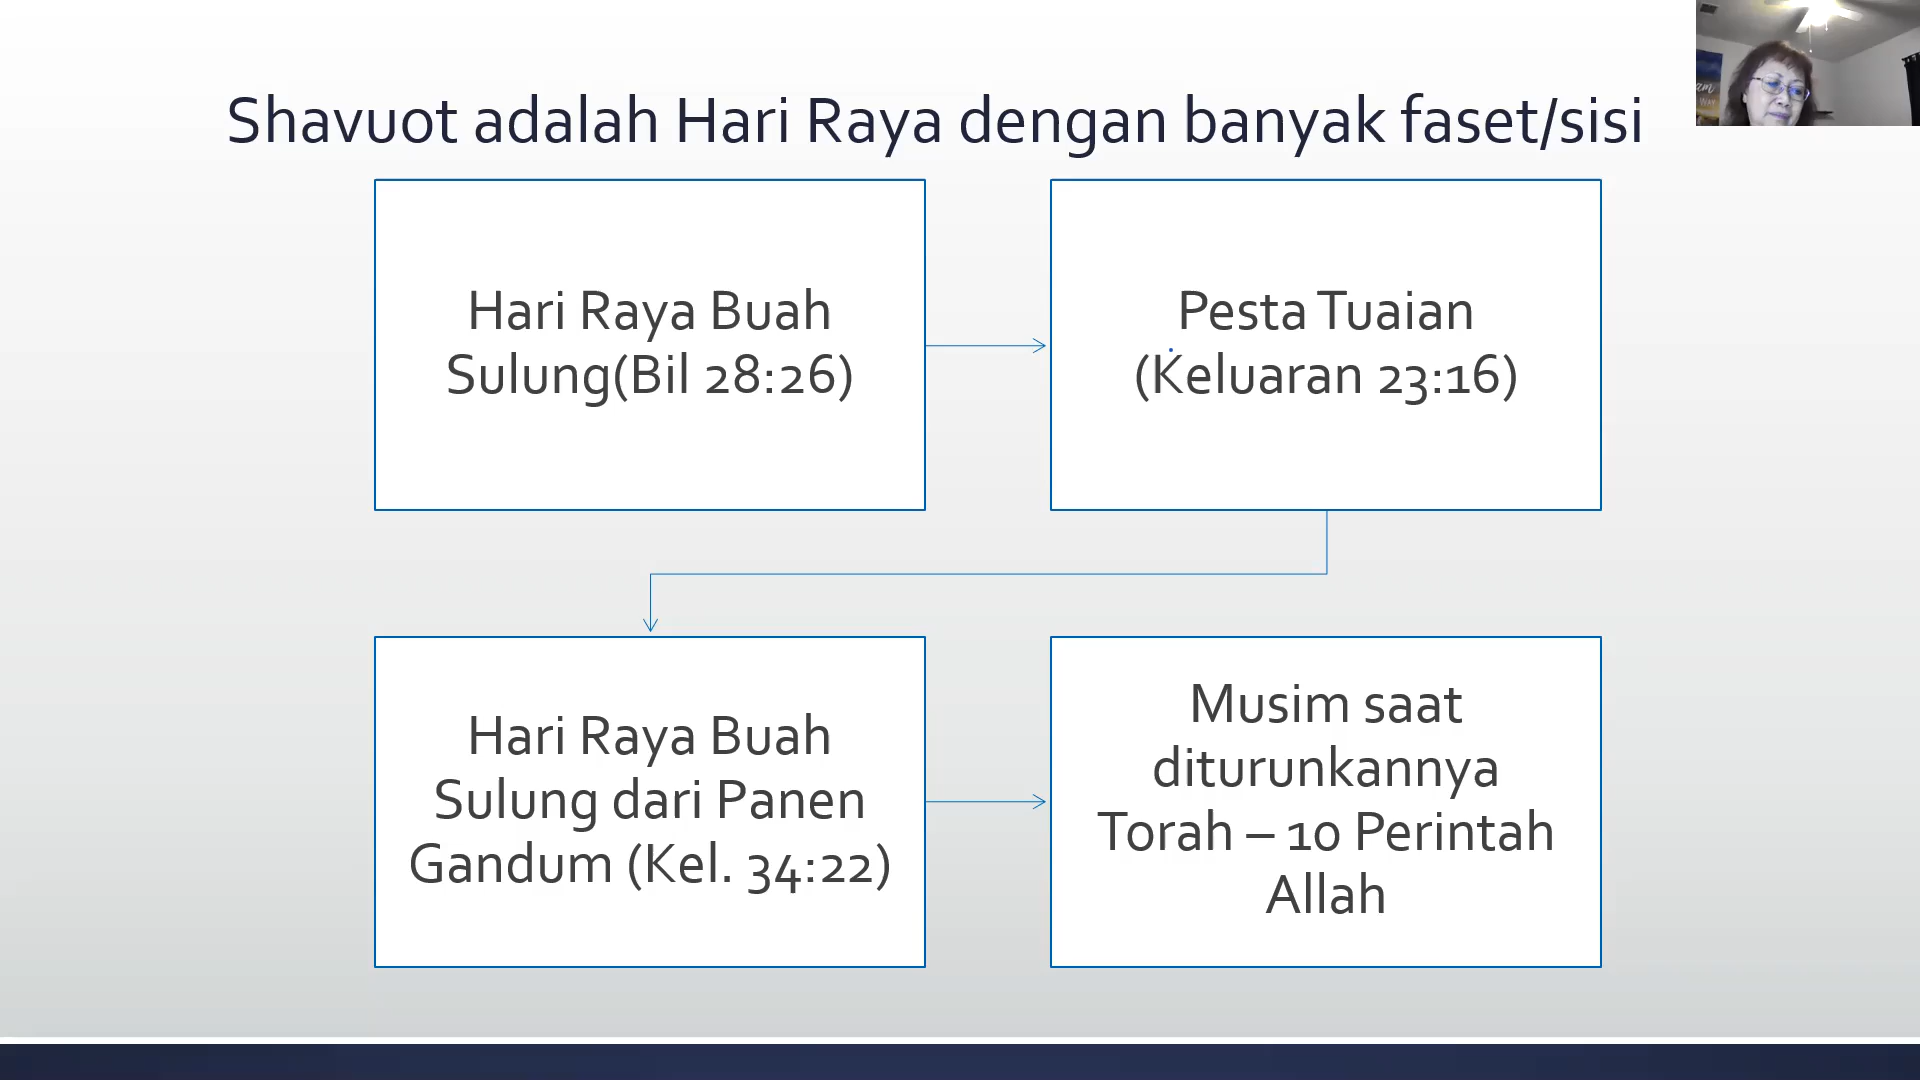 Shavuot adalah Hari Raya dengan banyak faset/sisi
Hari Raya Buah
Sulung(Bil 28:26)
Pesta Tuaian
(Keluaran 23:16)
Hari Raya Buah
Sulung dari Panen
Gandum (Kel. 34:22)
Musim saat
diturunkannya
Torah – 10 Perintah
Allah
WAY